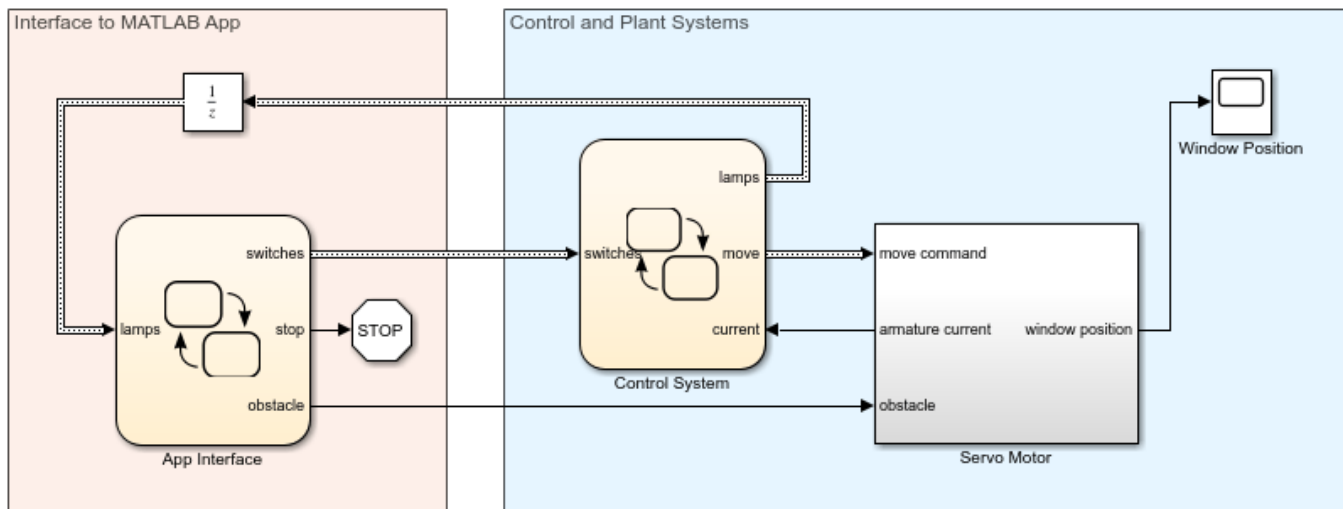 Interface to MATLAB App
Control and Plant Systems
1
z
Window Position
lamps
switches
switches
move
move command
lamps
stop
STOP
current
armature current
window position
Control System
obstacle
obstacle
App Interface
Servo Motor